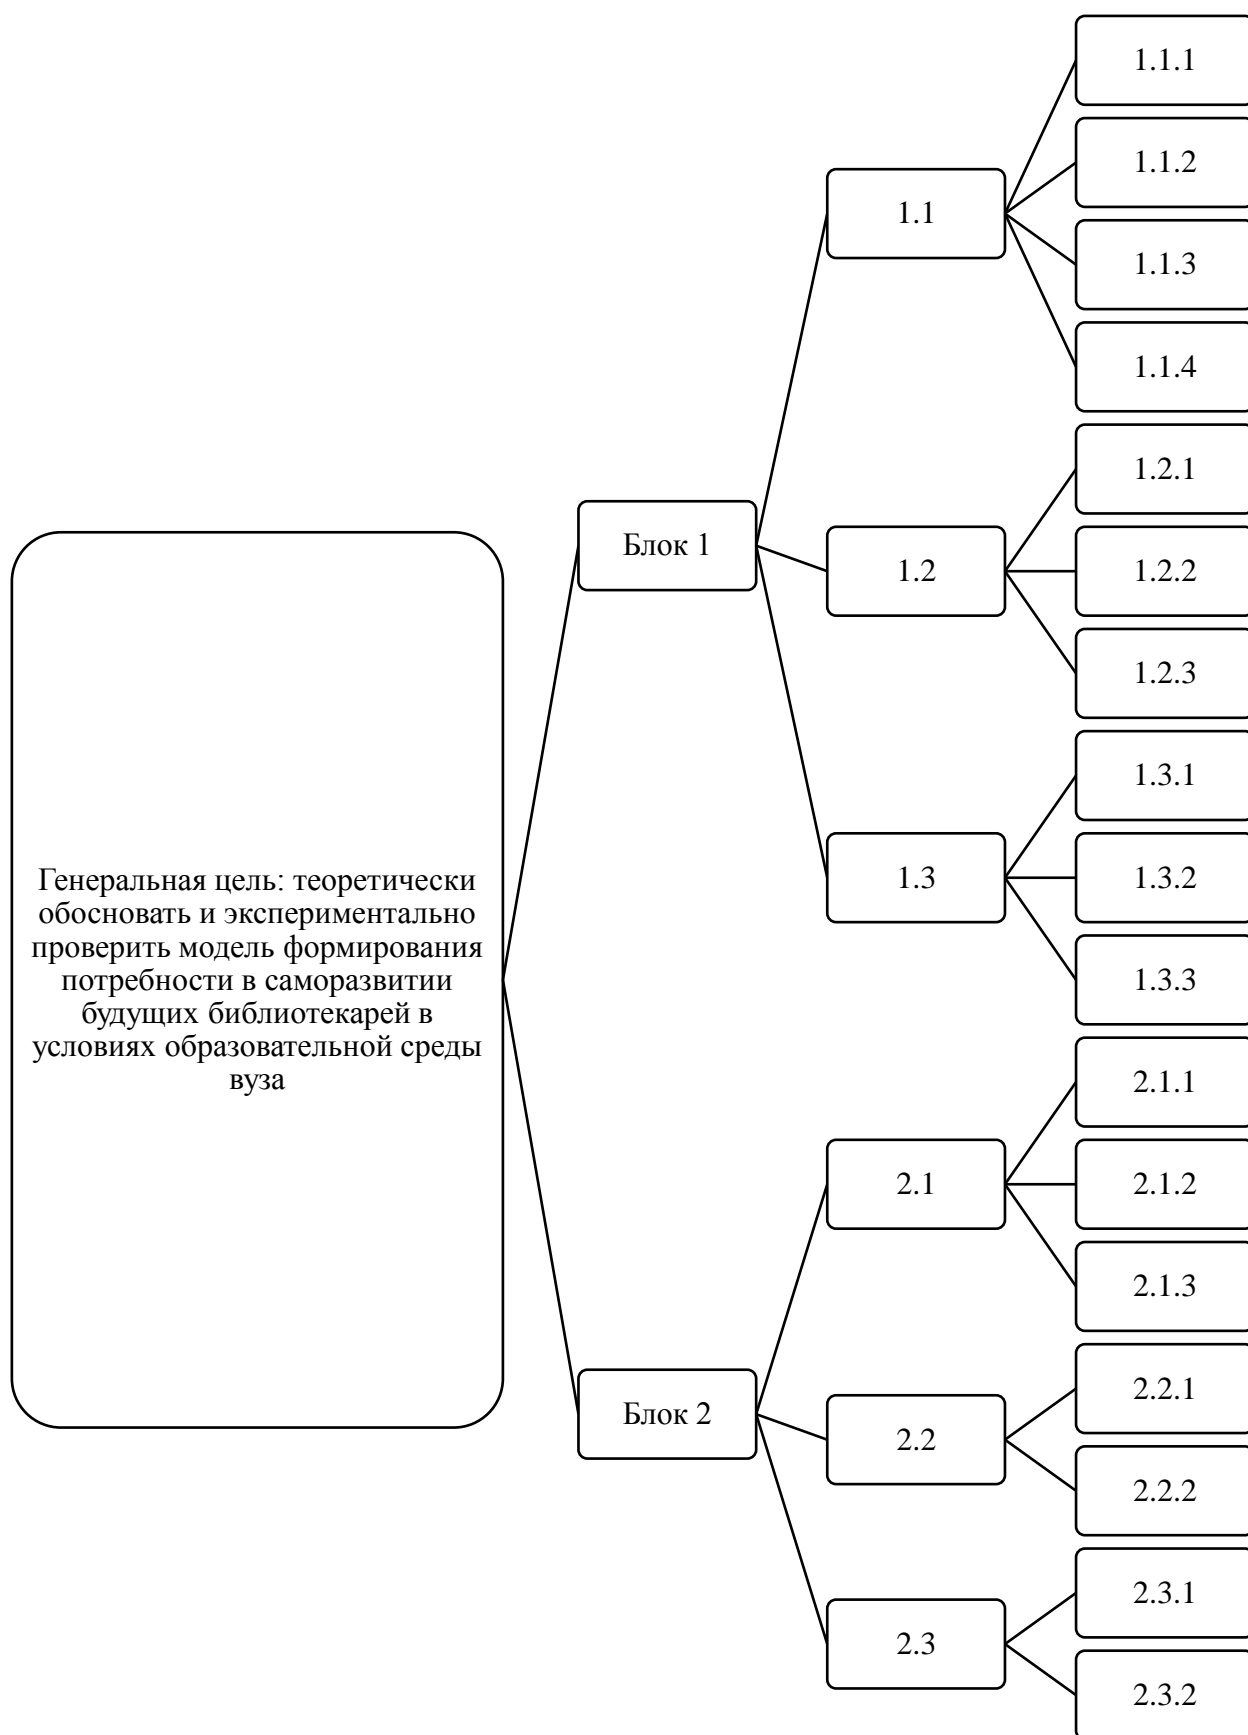 Генеральная цель: теоретически
обосновать и экспериментально
проверить модель формирования
потребности в саморазвитии
будущих библиотекарей в
условиях образовательной среды
вуза
Блок 1
1.1
1.1.1
1.1.2
1.1.3
1.1.4
1.2
1.2.1
1.2.2
1.2.3
1.3
1.3.1
1.3.2
1.3.3
Блок 2
2.1
2.1.1
2.1.2
2.1.3
2.2
2.2.1
2.2.2
2.3
2.3.1
2.3.2